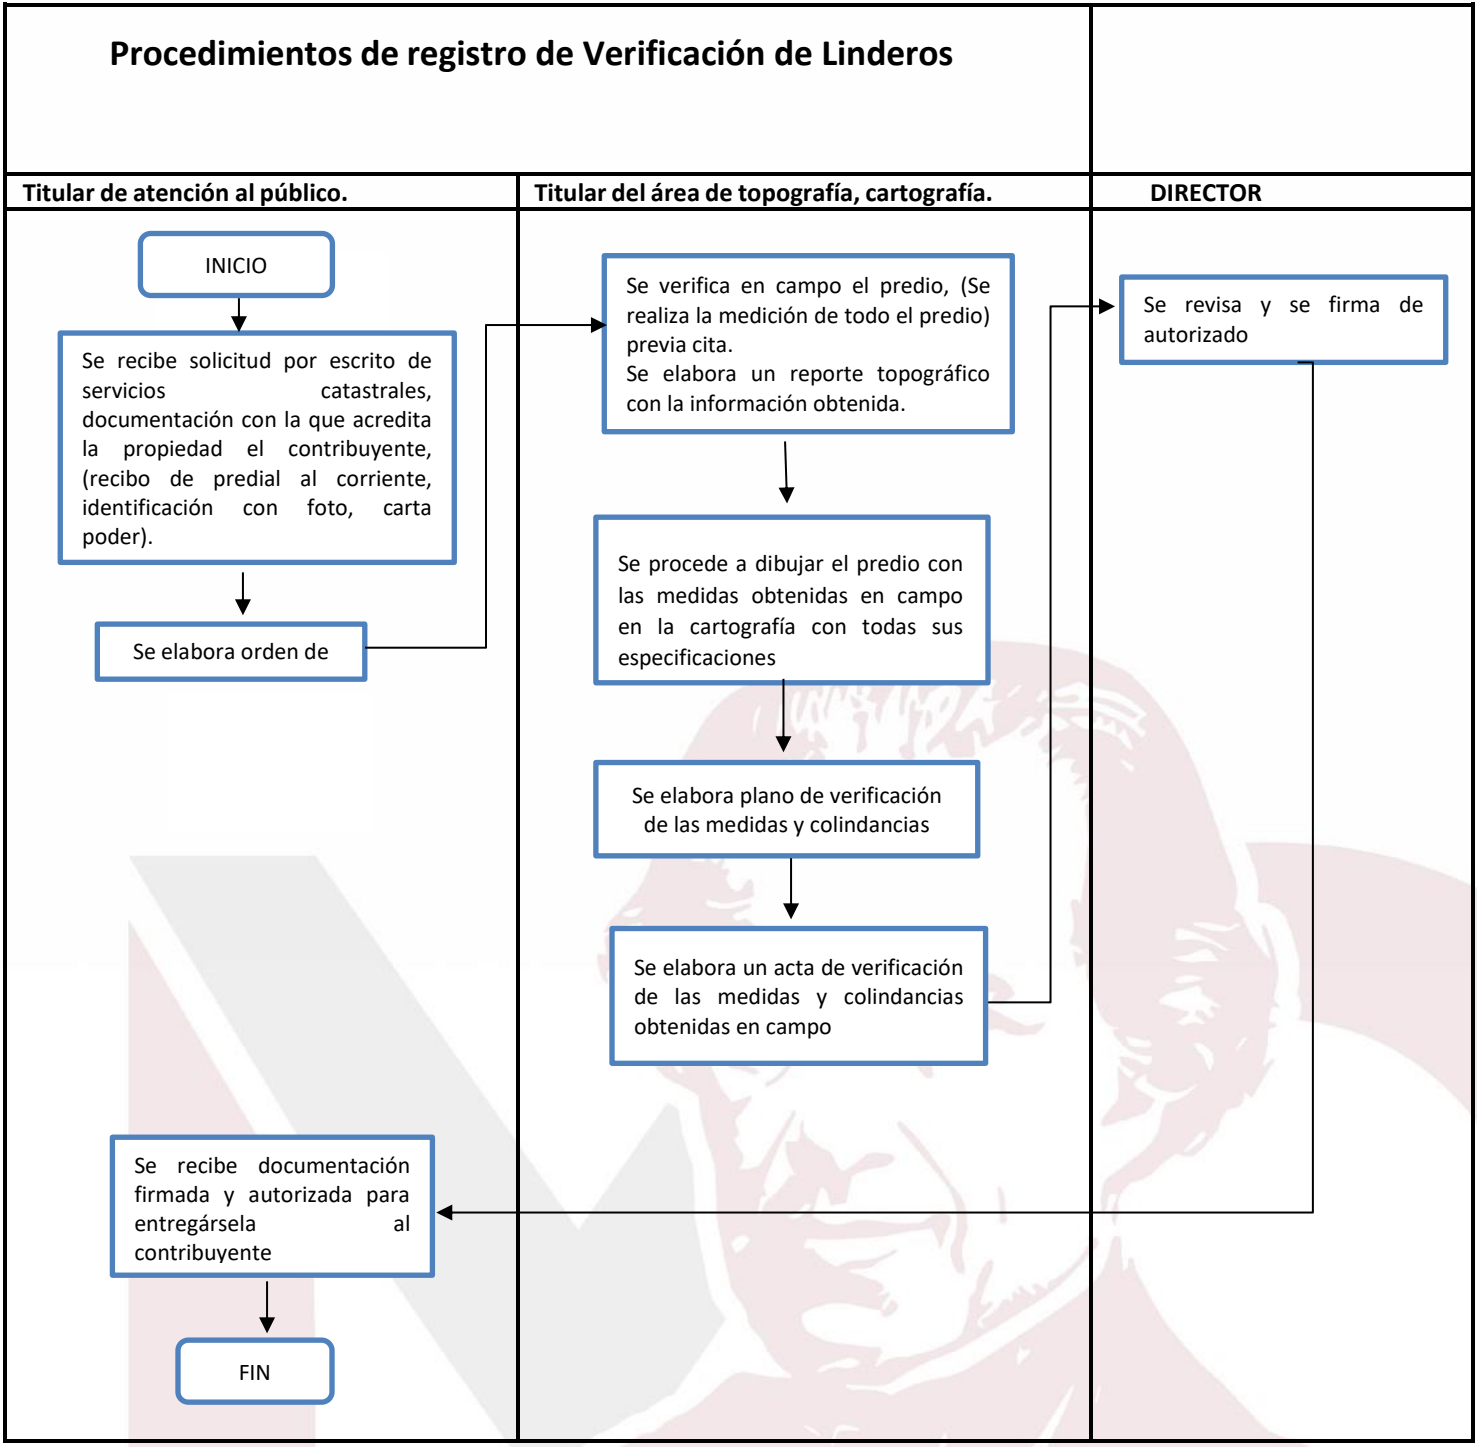 Procedimientos de registro de Verificación de Linderos
Titular de atención al público.
Titular del área de topografía, cartografía.
DIRECTOR
INICIO
Se recibe solicitud por escrito de
servicios catastrales,
documentación con la que acredita
la propiedad el contribuyente,
(recibo de predial al corriente,
identificación con foto, carta
poder).
Se elabora orden de
Se verifica en campo el predio, (Se
realiza la medición de todo el predio)
previa cita.
Se elabora un reporte topográfico
con la información obtenida.
Se procede a dibujar el predio con
las medidas obtenidas en campo
en la cartografía con todas sus
especificaciones
Se elabora plano de verificación
de las medidas y colindancias
Se elabora un acta de verificación
de las medidas y colindancias
obtenidas en campo
Se revisa y se firma de
autorizado
Se recibe documentación
firmada y autorizada para
entregársela al
contribuyente
FIN